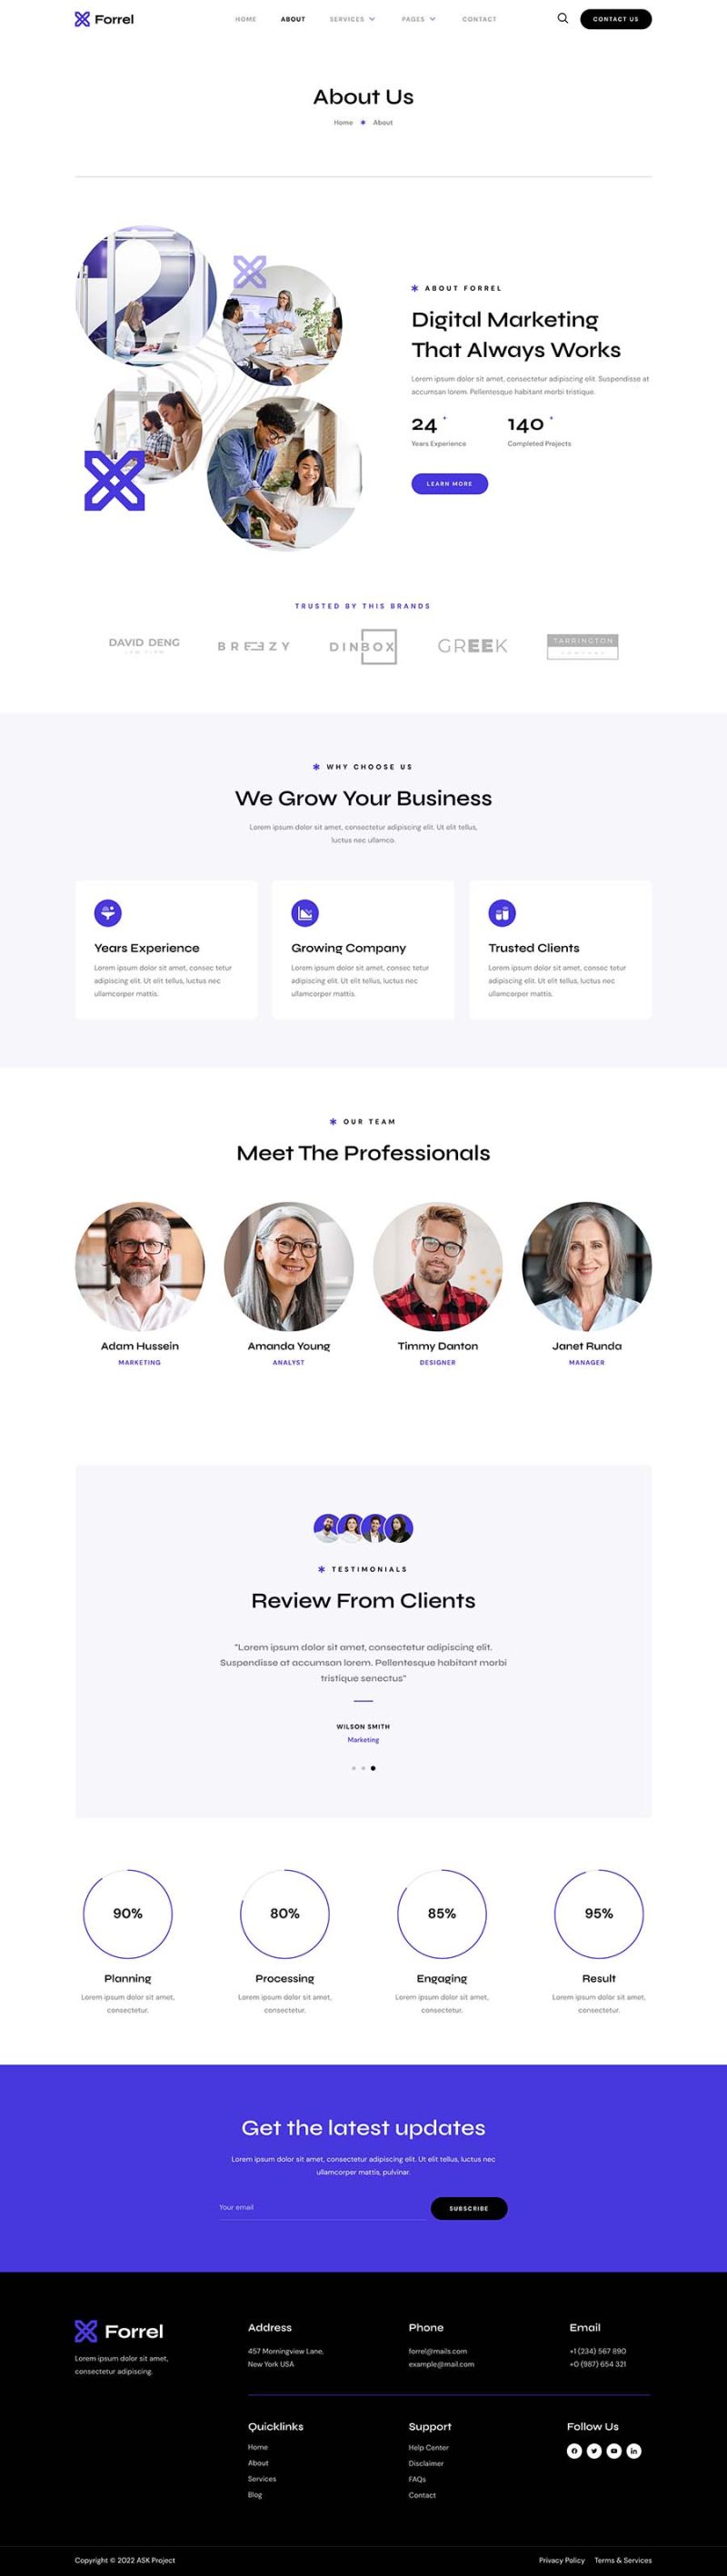 Forrel
HOME ABOUT SERVICES PAGES CONTACT
CONTACT US
About Us
Home About
ABOUT FORREL
Digital Marketing
That Always Works
Lorem ipsum dolor sit amet, consectetur adipiscing elit. Suspendisse at
accumsan lorem. Pellentesque habitant morbi tristique.
24 +
Years Experience
140 +
Completed Projects
LEARN MORE
TRUSTED BY THIS BRANDS
DAVID DENG
LAW FIRM
BREEZY
DINBOX
GREEK
TARRINGTON
COMPANY
WHY CHOOSE US
We Grow Your Business
Lorem ipsum dolor sit amet, consectetur adipiscing elit. Ut elit tellus,
luctus nec ullamco.
Years Experience
Lorem ipsum dolor sit amet, consec tetur
adipiscing elit. Ut elit tellus, luctus nec
ullamcorper mattis.
Growing Company
Lorem ipsum dolor sit amet, consec tetur
adipiscing elit. Ut elit tellus, luctus nec
ullamcorper mattis.
Trusted Clients
Lorem ipsum dolor sit amet, consec tetur
adipiscing elit. Ut elit tellus, luctus nec
ullamcorper mattis.
OUR TEAM
Meet The Professionals
Adam Hussein
MARKETING
Amanda Young
ANALYST
Timmy Danton
DESIGNER
Janet Runda
MANAGER
TESTIMONIALS
Review From Clients
"Lorem ipsum dolor sit amet, consectetur adipiscing elit.
Suspendisse at accumsan lorem. Pellentesque habitant morbi
tristique senectus"
WILSON SMITH
Marketing
90%
Planning
Lorem ipsum dolor sit amet,
consectetur.
80%
Processing
Lorem ipsum dolor sit amet,
consectetur.
85%
Engaging
Lorem ipsum dolor sit amet,
consectetur.
95%
Result
Lorem ipsum dolor sit amet,
consectetur.
Get the latest updates
Lorem ipsum dolor sit amet, consectetur adipiscing elit. Ut elit tellus, luctus nec
ullamcorper mattis, pulvinar.
Your email
SUBSCRIBE
Forrel
Lorem ipsum dolor sit amet,
consectetur adipiscing.
Address
457 Morningview Lane,
New York USA
Phone
forrel@mails.com
example@mail.com
Email
+1 (234) 567 890
+0 (987) 654 321
Quicklinks
Home
About
Services
Blog
Support
Help Center
Disclaimer
FAQs
Contact
Follow Us
Copyright © 2022 ASK Project
Privacy Policy Terms & Services